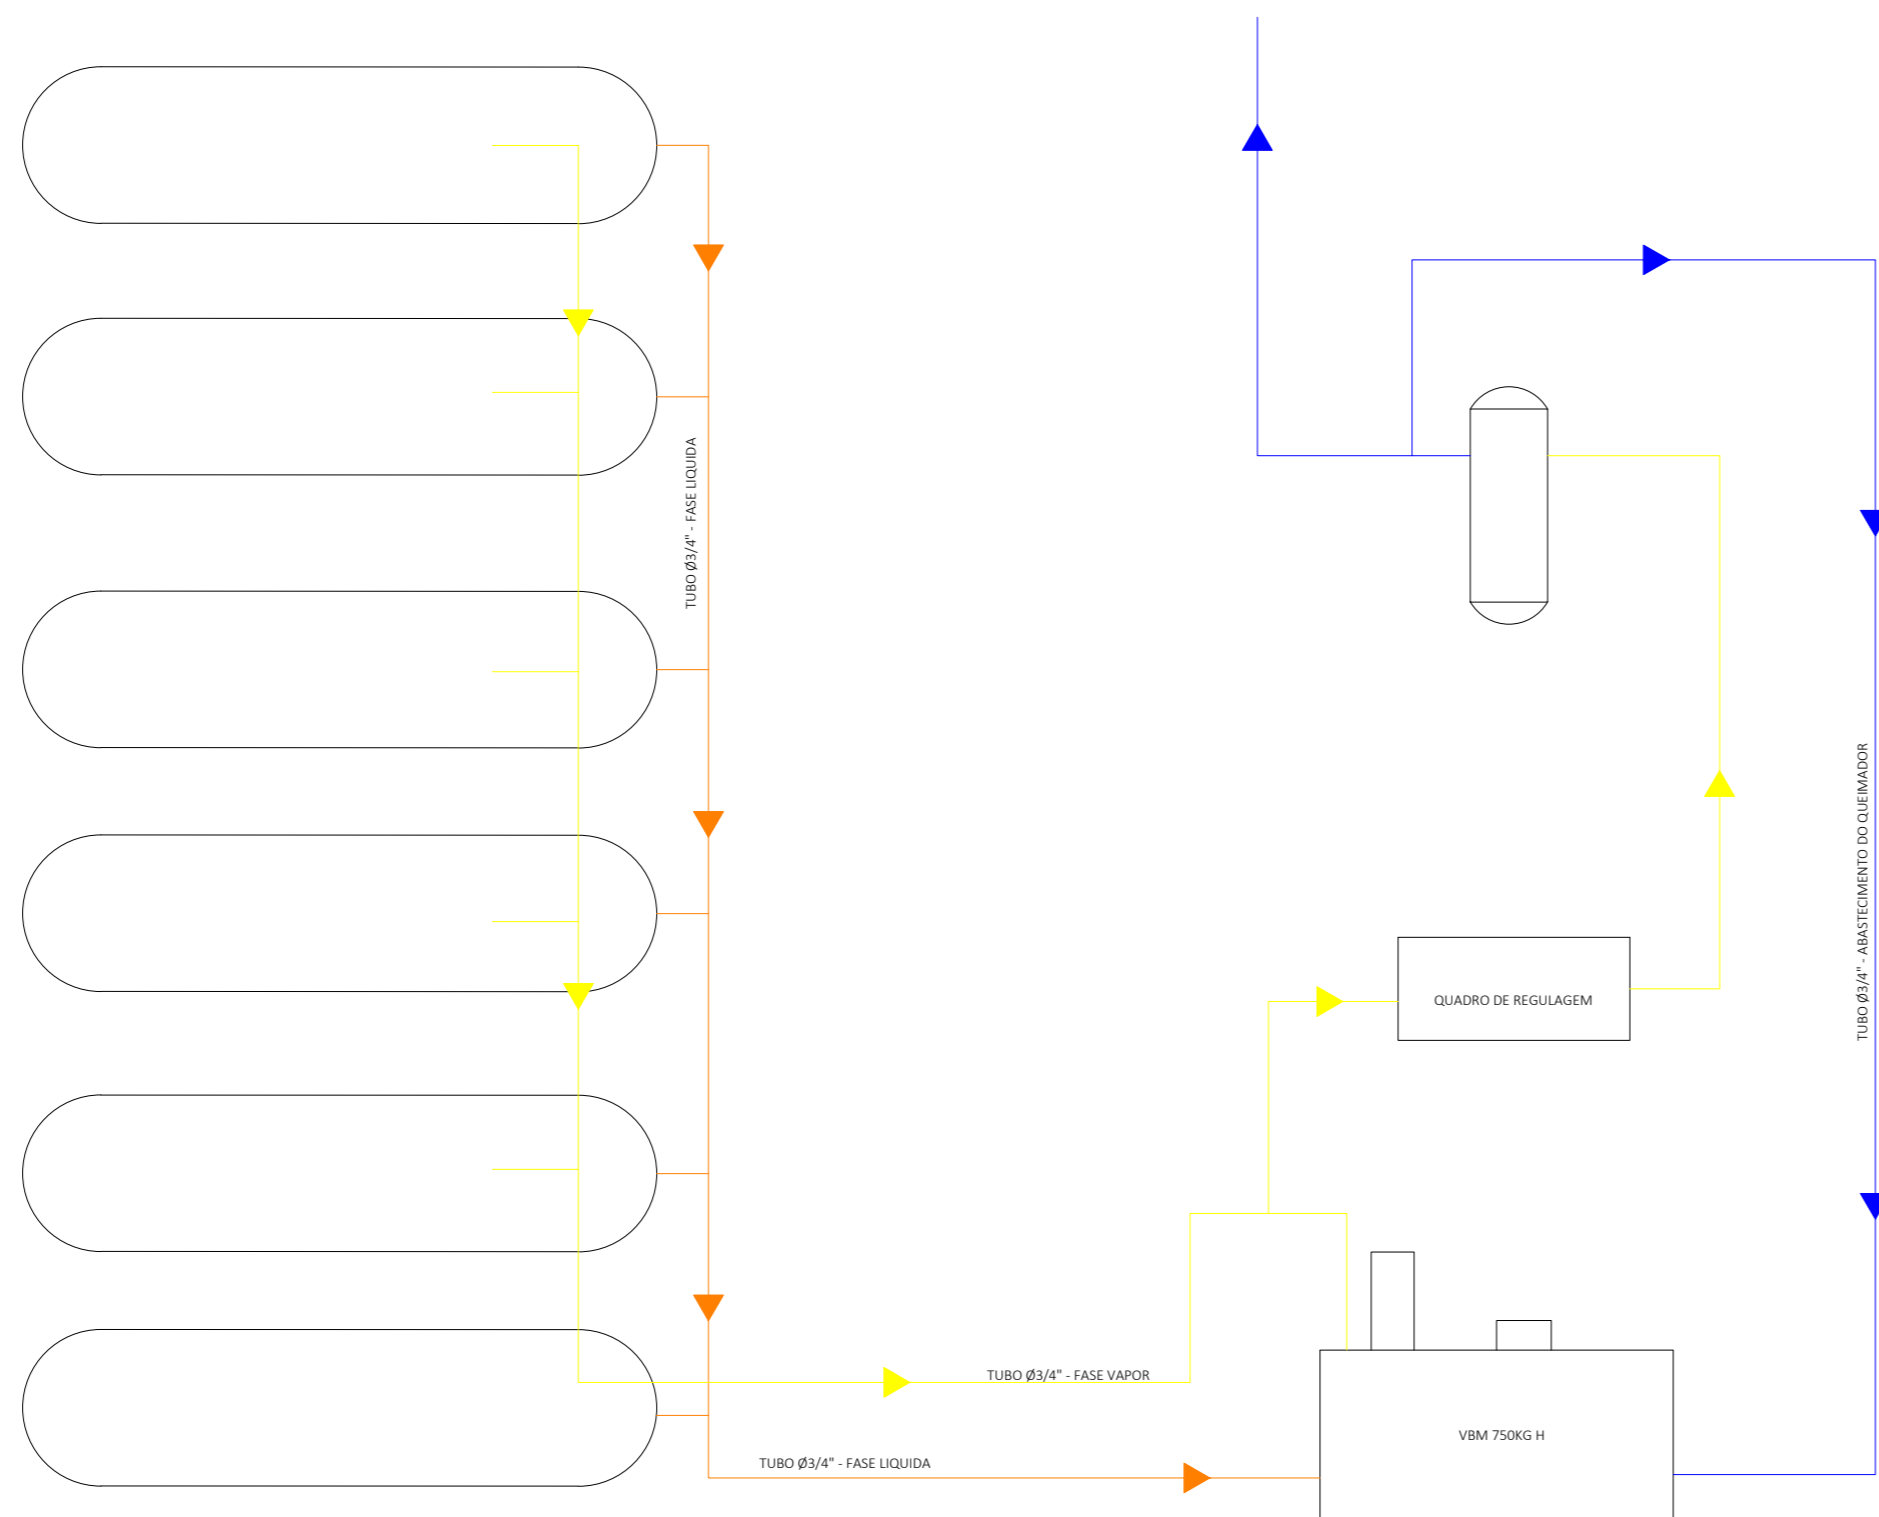 TUBO Ø3/4" - FASE LIQUIDA
TUBO Ø3/4" - ABASTECIMENTO DO QUEIMADOR
QUADRO DE REGULAGEM
TUBO Ø3/4" - FASE VAPOR
VBM 750KG H
TUBO Ø3/4" - FASE LIQUIDA